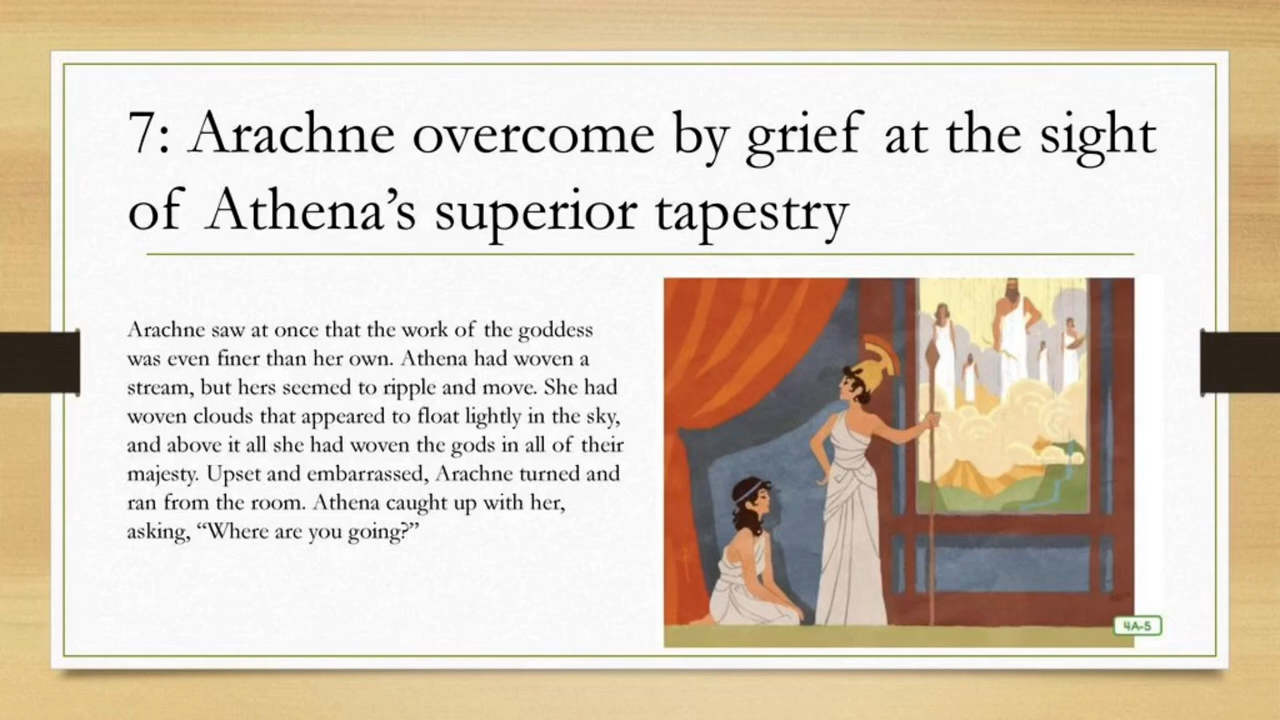 7: Arachne overcome by grief at the sight
of Athena’s superior tapestry
Arachne saw at once that the work of the goddess
was even finer than her own. Athena had woven a
stream, but hers seemed to ripple and move. She had
woven clouds that appeared to float lightly in the sky,
and above it all she had woven the gods in all of their
majesty. Upset and embarrassed, Arachne turned and
ran from the room. Athena caught up with her,
asking, “Where are you going?”
4A-5